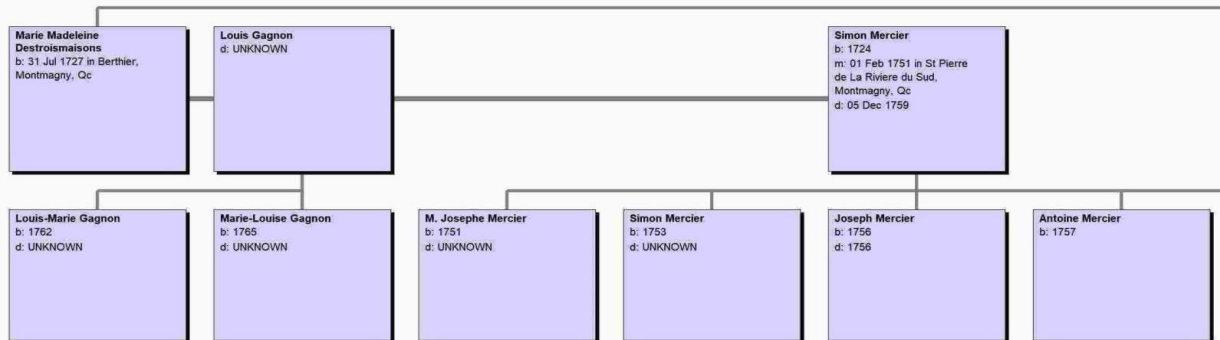 Marie Madeleine
Destroismaisons
b: 31 Jul 1727 in Berthier,
Montmagny, Qc
Louis Gagnon
d: UNKNOWN
Simon Mercier
b: 1724
m: 01 Feb 1751 in St Pierre
de La Riviere du Sud,
Montmagny, Qc
d: 05 Dec 1759
Louis-Marie Gagnon
b: 1762
d: UNKNOWN
Marie-Louise Gagnon
b: 1765
d: UNKNOWN
M. Josephe Mercier
b: 1751
d: UNKNOWN
Simon Mercier
b: 1753
d: UNKNOWN
Joseph Mercier
b: 1756
d: 1756
Antoine Mercier
b: 1757